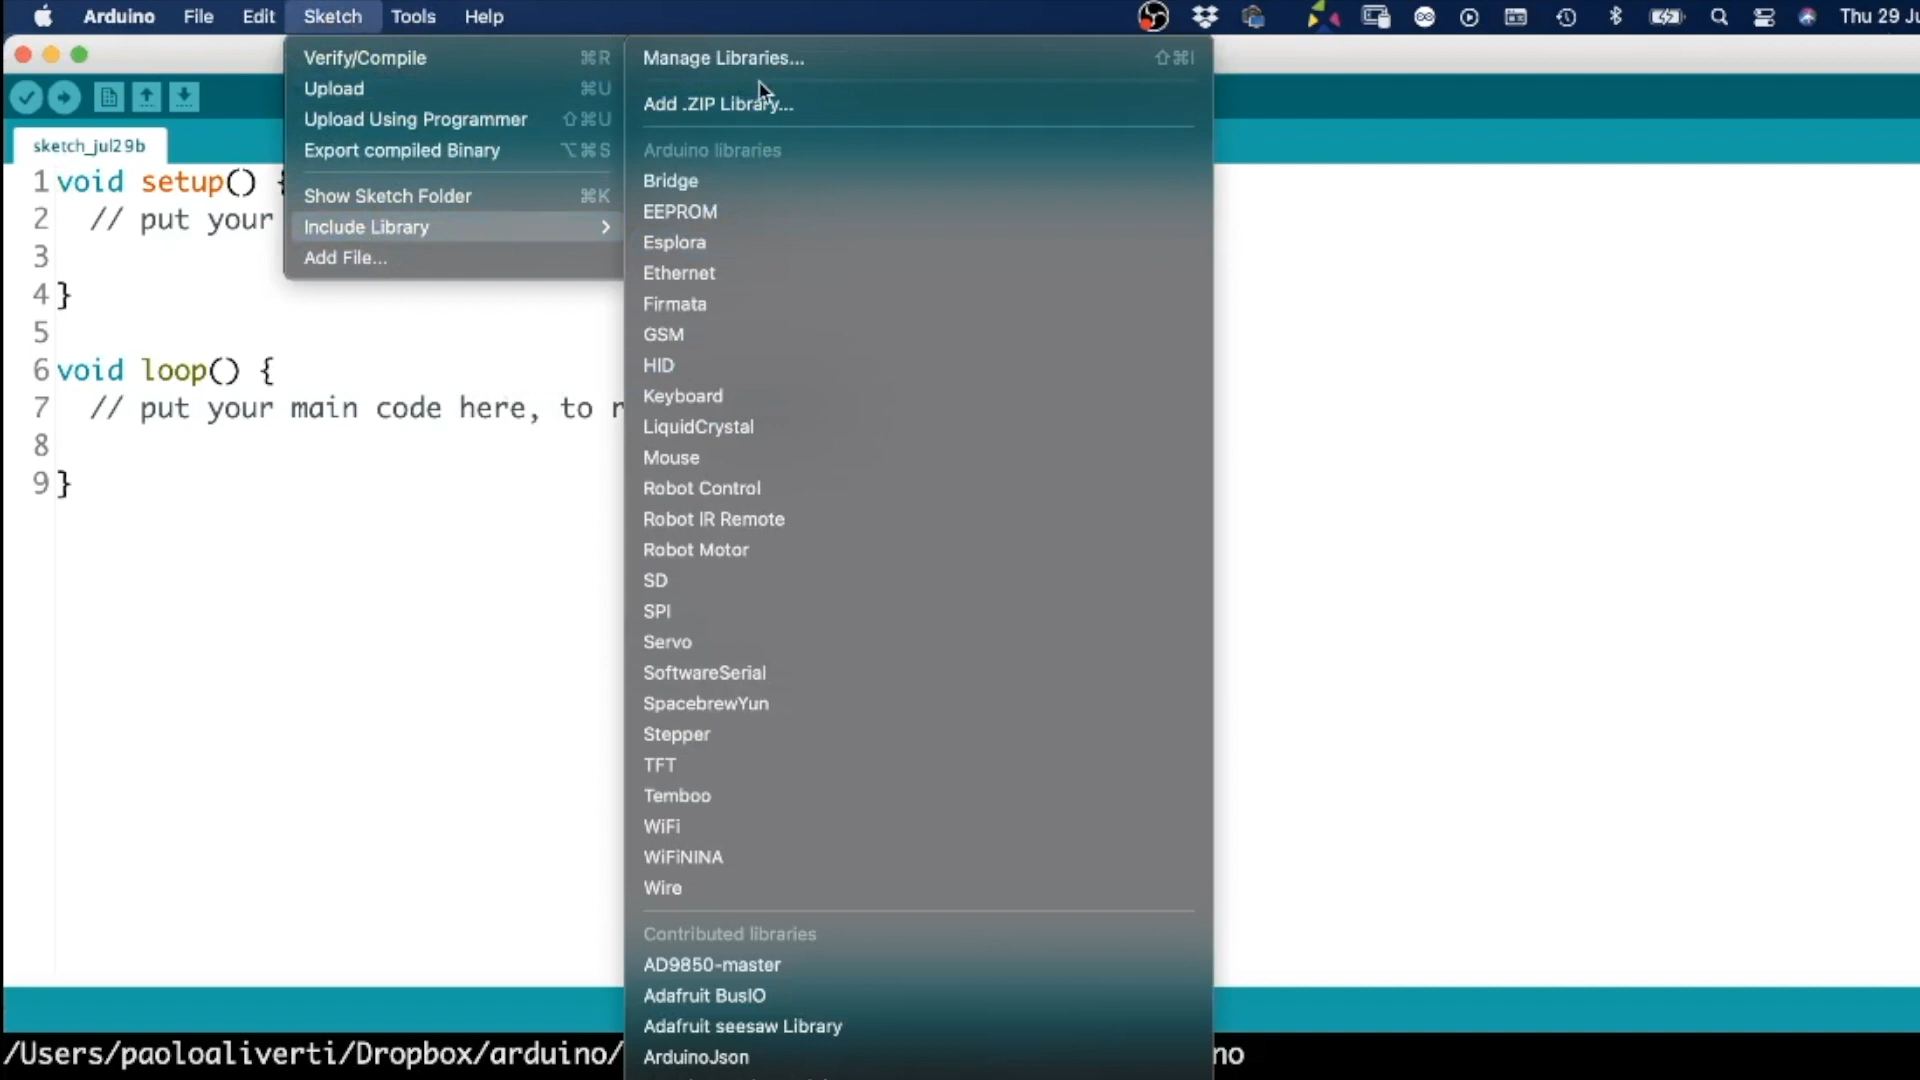 Arduino File Edit Sketch Tools Help Thu 29 Ju
Verify/Compile ⌘R
Upload ⌘U
Upload Using Programmer ⇧⌘U
Export compiled Binary ⌥⌘S
Show Sketch Folder ⌘K
Include Library >
Add File...
Manage Libraries... ⇧⌘I
Add .ZIP Library...
Arduino libraries
Bridge
EEPROM
Esplora
Ethernet
Firmata
GSM
HID
Keyboard
LiquidCrystal
Mouse
Robot Control
Robot IR Remote
Robot Motor
SD
SPI
Servo
SoftwareSerial
SpacebrewYun
Stepper
TFT
Temboo
WiFi
WiFiNINA
Wire
Contributed libraries
AD9850-master
Adafruit BusIO
Adafruit seesaw Library
ArduinoJson
sketch_jul29b
1 void setup() {
2 // put your
3
4 }
5
6 void loop() {
7 // put your main code here, to r
8
9 }
/Users/paoloaliverti/Dropbox/arduino/ no